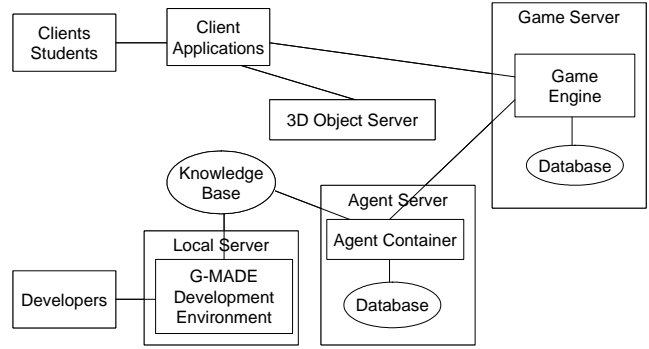 Clients
Students
Client
Applications
Game Server
Game
Engine
Database
3D Object Server
Knowledge
Base
Agent Server
Agent Container
Database
Local Server
G-MADE
Development
Environment
Developers